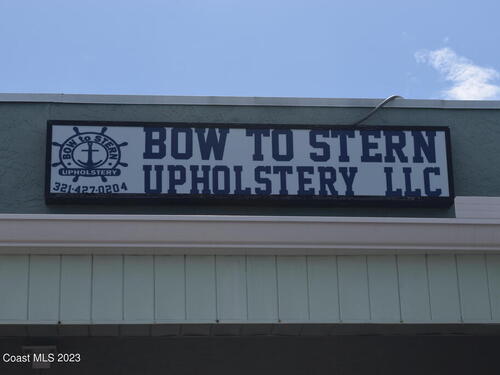 BOW to STERN
UPHOLSTERY
321-427-0204
BOW TO STERN
UPHOLSTERY LLC
Coast MLS 2023